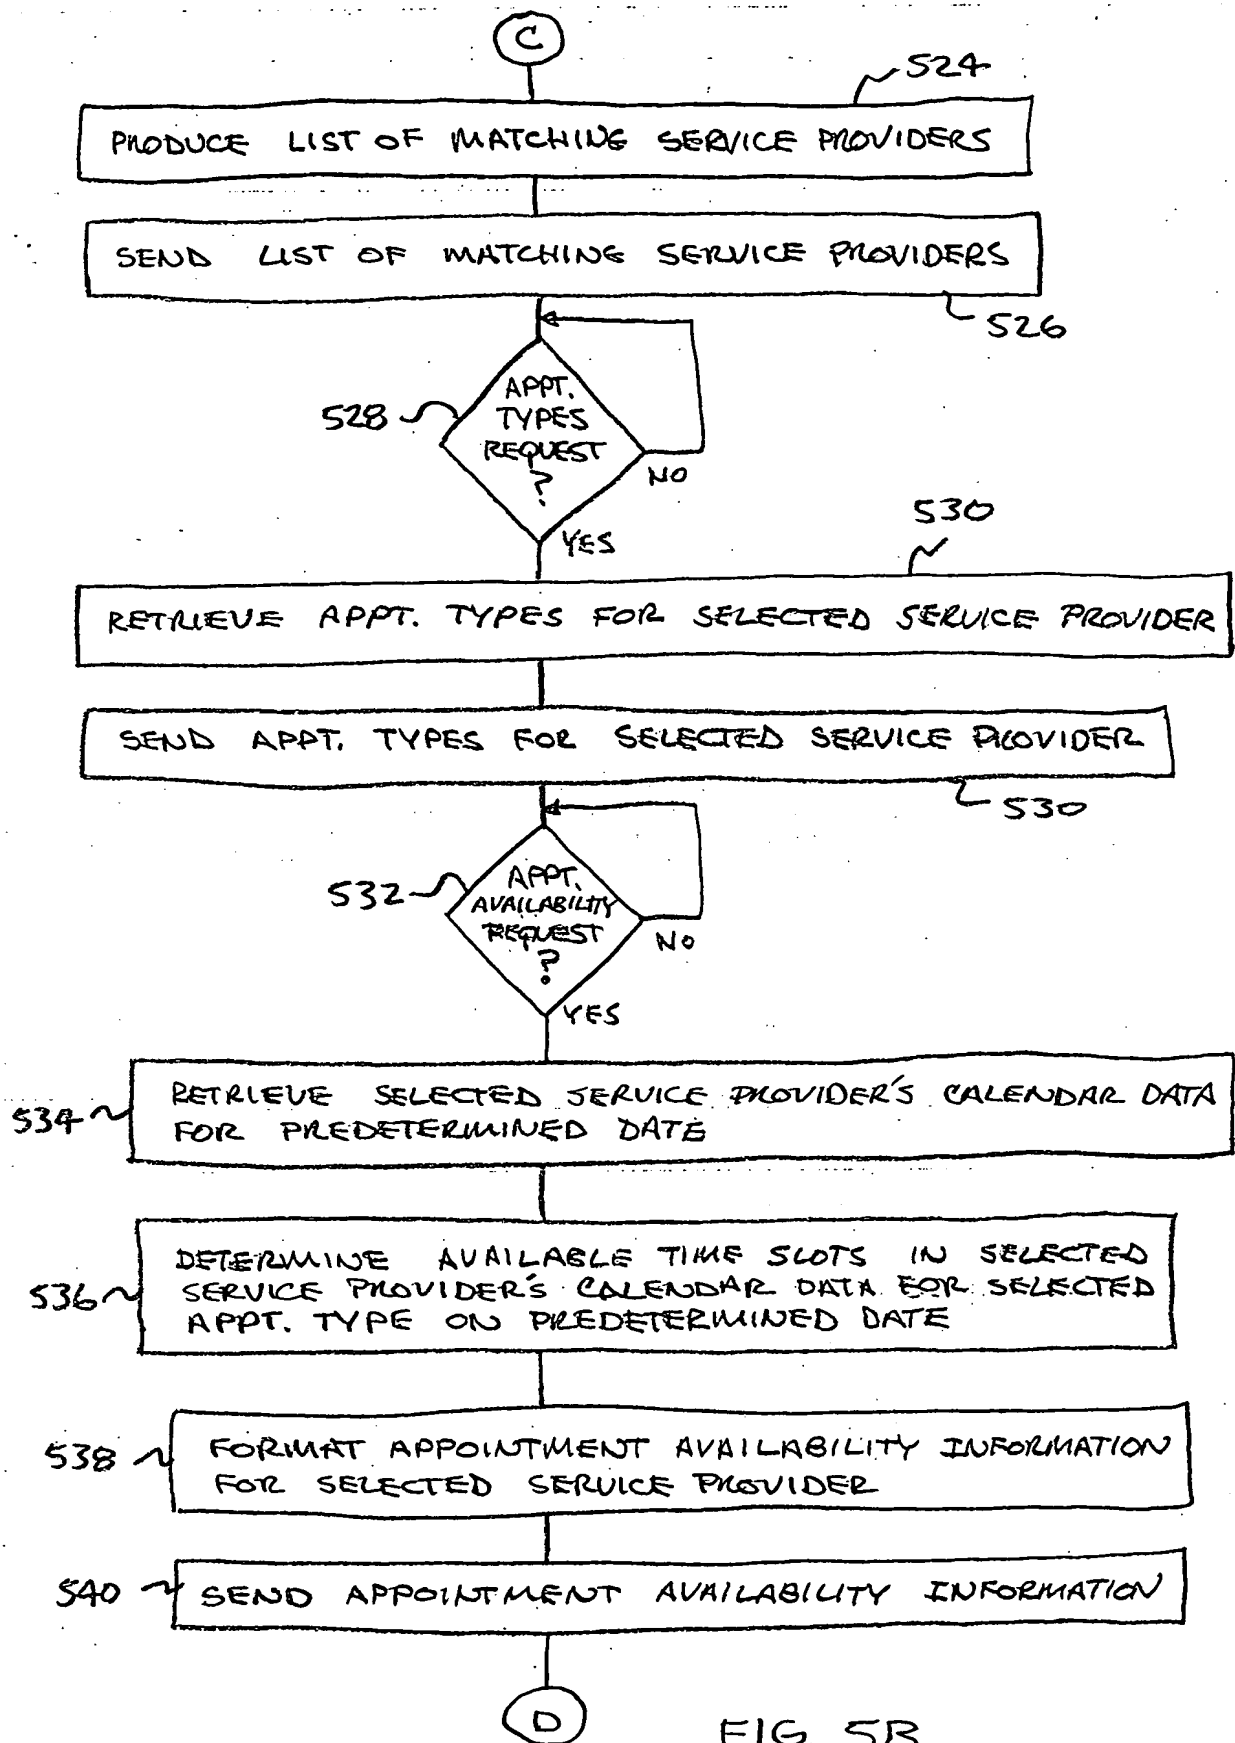 C
524
PRODUCE LIST OF MATCHING SERVICE PROVIDERS
SEND LIST OF MATCHING SERVICE PROVIDERS
526
528
APPT.
TYPES
REQUEST
?
NO
YES
530
RETRIEVE APPT. TYPES FOR SELECTED SERVICE PROVIDER
SEND APPT. TYPES FOR SELECTED SERVICE PROVIDER
530
532
APPT.
AVAILABILITY
REQUEST
?
NO
YES
534
RETRIEVE SELECTED SERVICE PROVIDER'S CALENDAR DATA
FOR PREDETERMINED DATE
536
DETERMINE AVAILABLE TIME SLOTS IN SELECTED
SERVICE PROVIDER'S CALENDAR DATA FOR SELECTED
APPT. TYPE ON PREDETERMINED DATE
538
FORMAT APPOINTMENT AVAILABILITY INFORMATION
FOR SELECTED SERVICE PROVIDER
540
SEND APPOINTMENT AVAILABILITY INFORMATION
D
FIG 5B